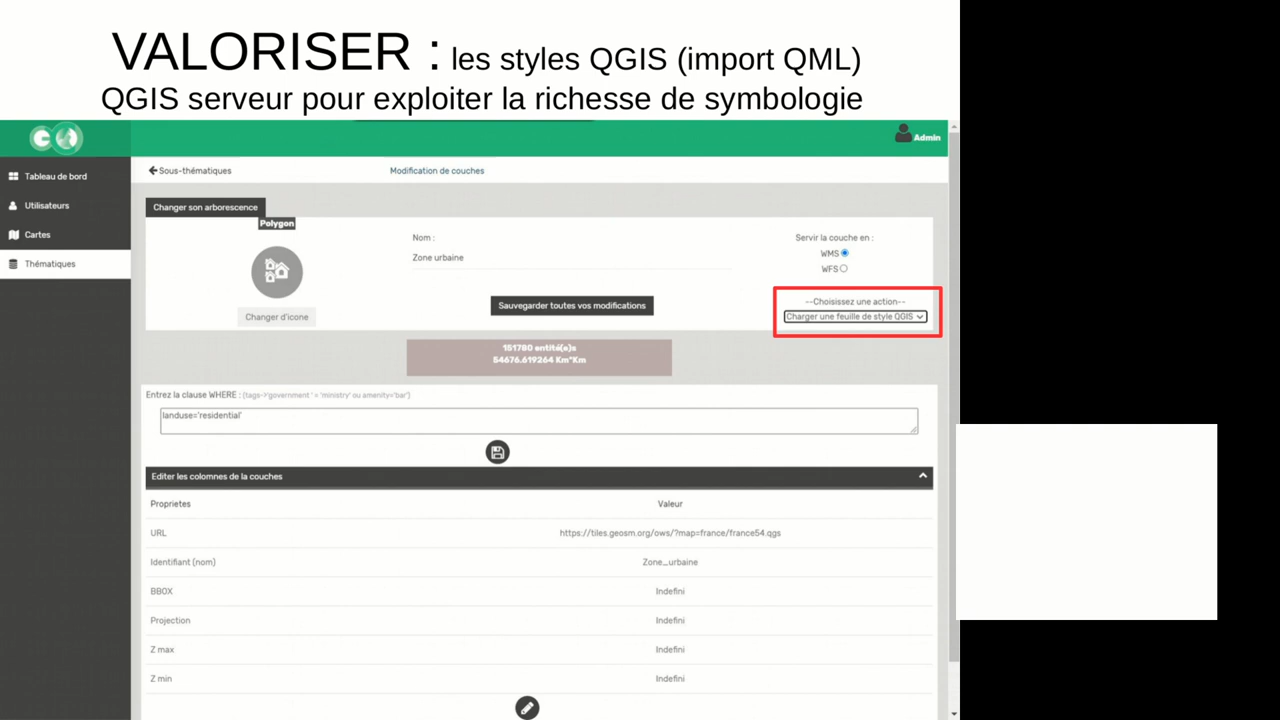 VALORISER : les styles QGIS (import QML)
QGIS serveur pour exploiter la richesse de symbologie
Admin
Tableau de bord
Utilisateurs
Cartes
Thématiques
Sous-thématiques
Modification de couches
Changer son arborescence
Polygon
Changer d'icone
Nom :
Zone urbaine
Sauvegarder toutes vos modifications
Servir la couche en :
WMS
WFS
--Choisissez une action--
Charger une feuille de style QGIS
151780 entité(e)s
54676.619264 Km*Km
Entrez la clause WHERE : (tags->'government ' = 'ministry' ou amenity='bar')
landuse='residential'
Editer les colomnes de la couches
Proprietes Valeur
URL https://tiles.geosm.org/ows/?map=france/france54.qgs
Identifiant (nom) Zone_urbaine
BBOX Indefini
Projection Indefini
Z max Indefini
Z min Indefini